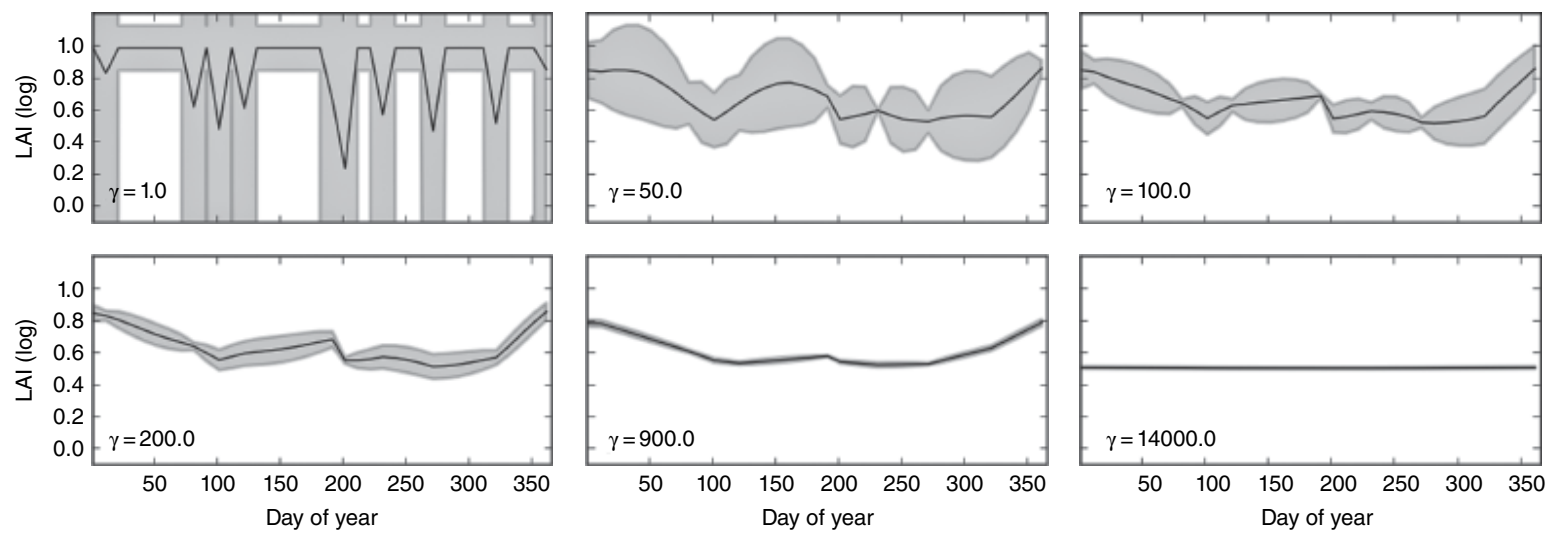 LAI (log)
1.0
0.8
0.6
0.4
0.2
0.0
γ = 1.0
γ = 50.0
γ = 100.0
LAI (log)
1.0
0.8
0.6
0.4
0.2
0.0
γ = 200.0
γ = 900.0
γ = 14000.0
50 100 150 200 250 300 350
50 100 150 200 250 300 350
50 100 150 200 250 300 350
Day of year
Day of year
Day of year